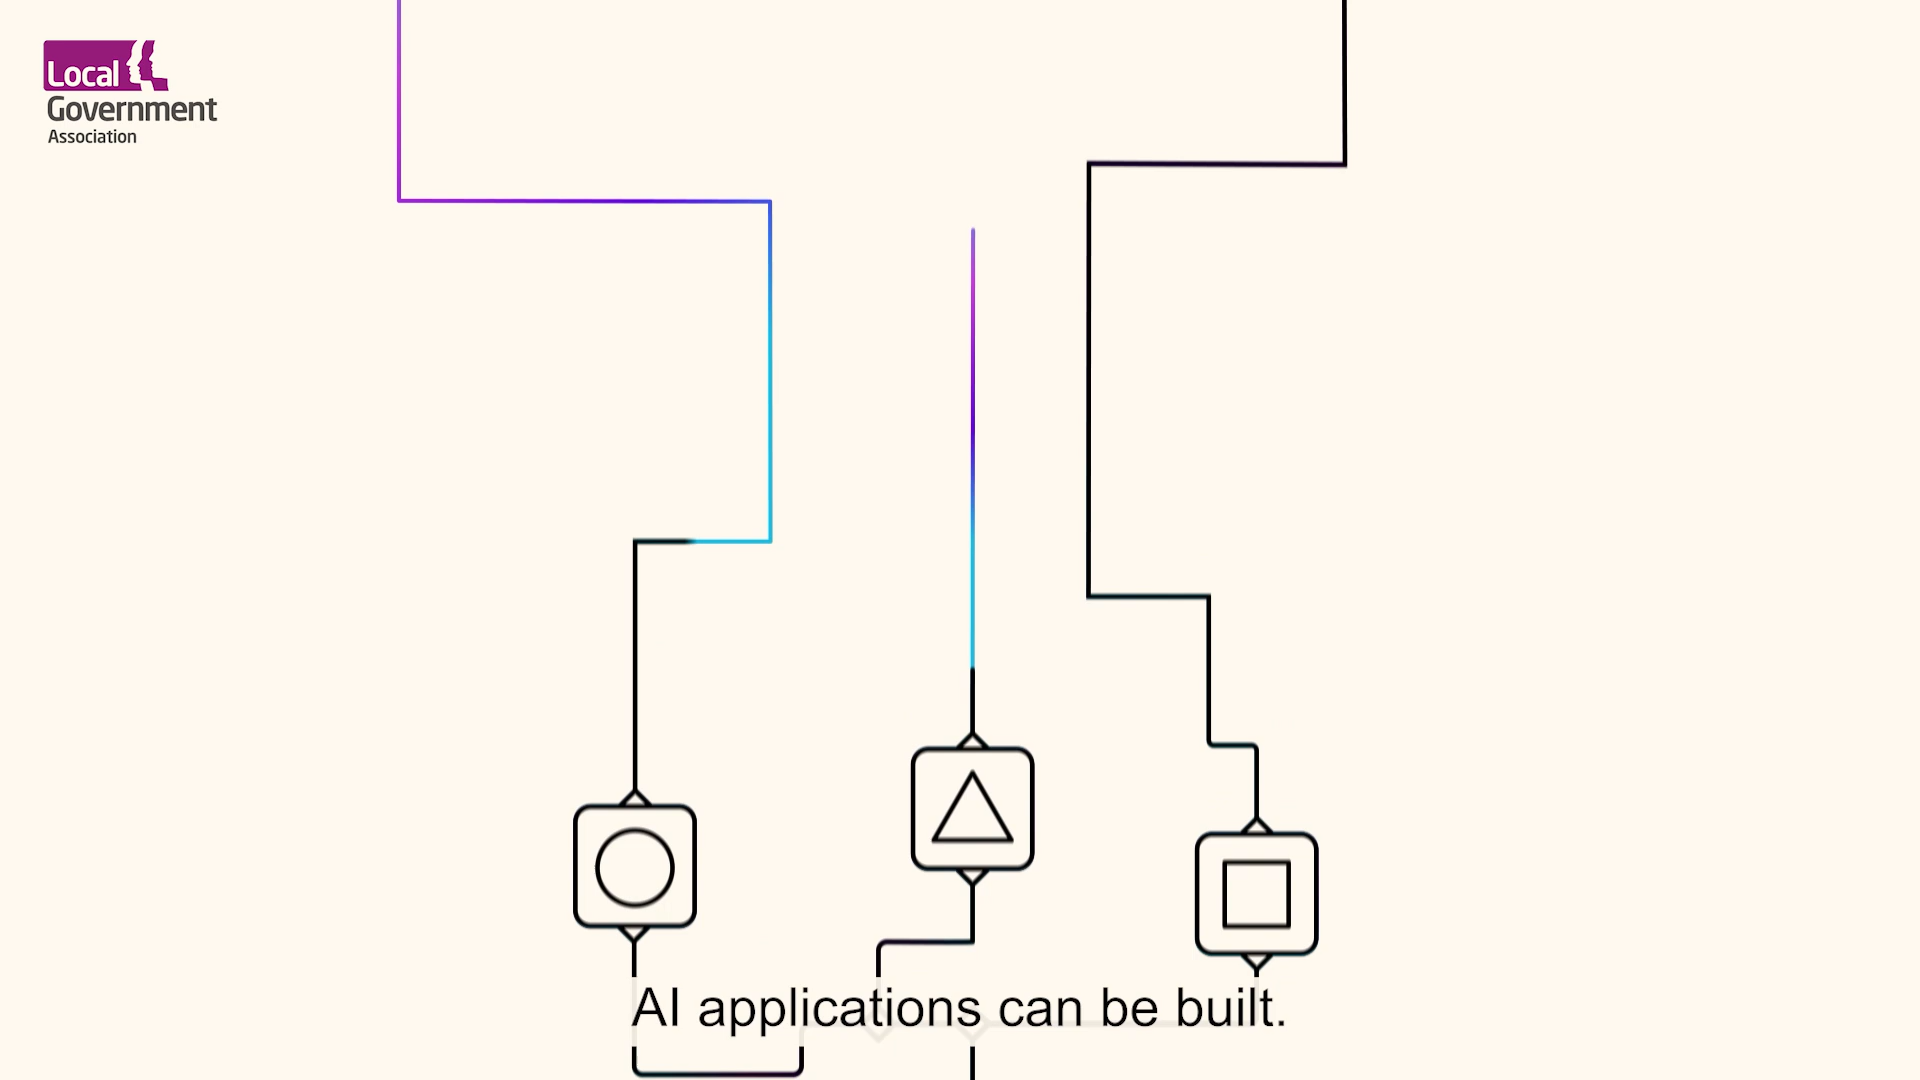 Local
Government
Association
AI applications can be built.